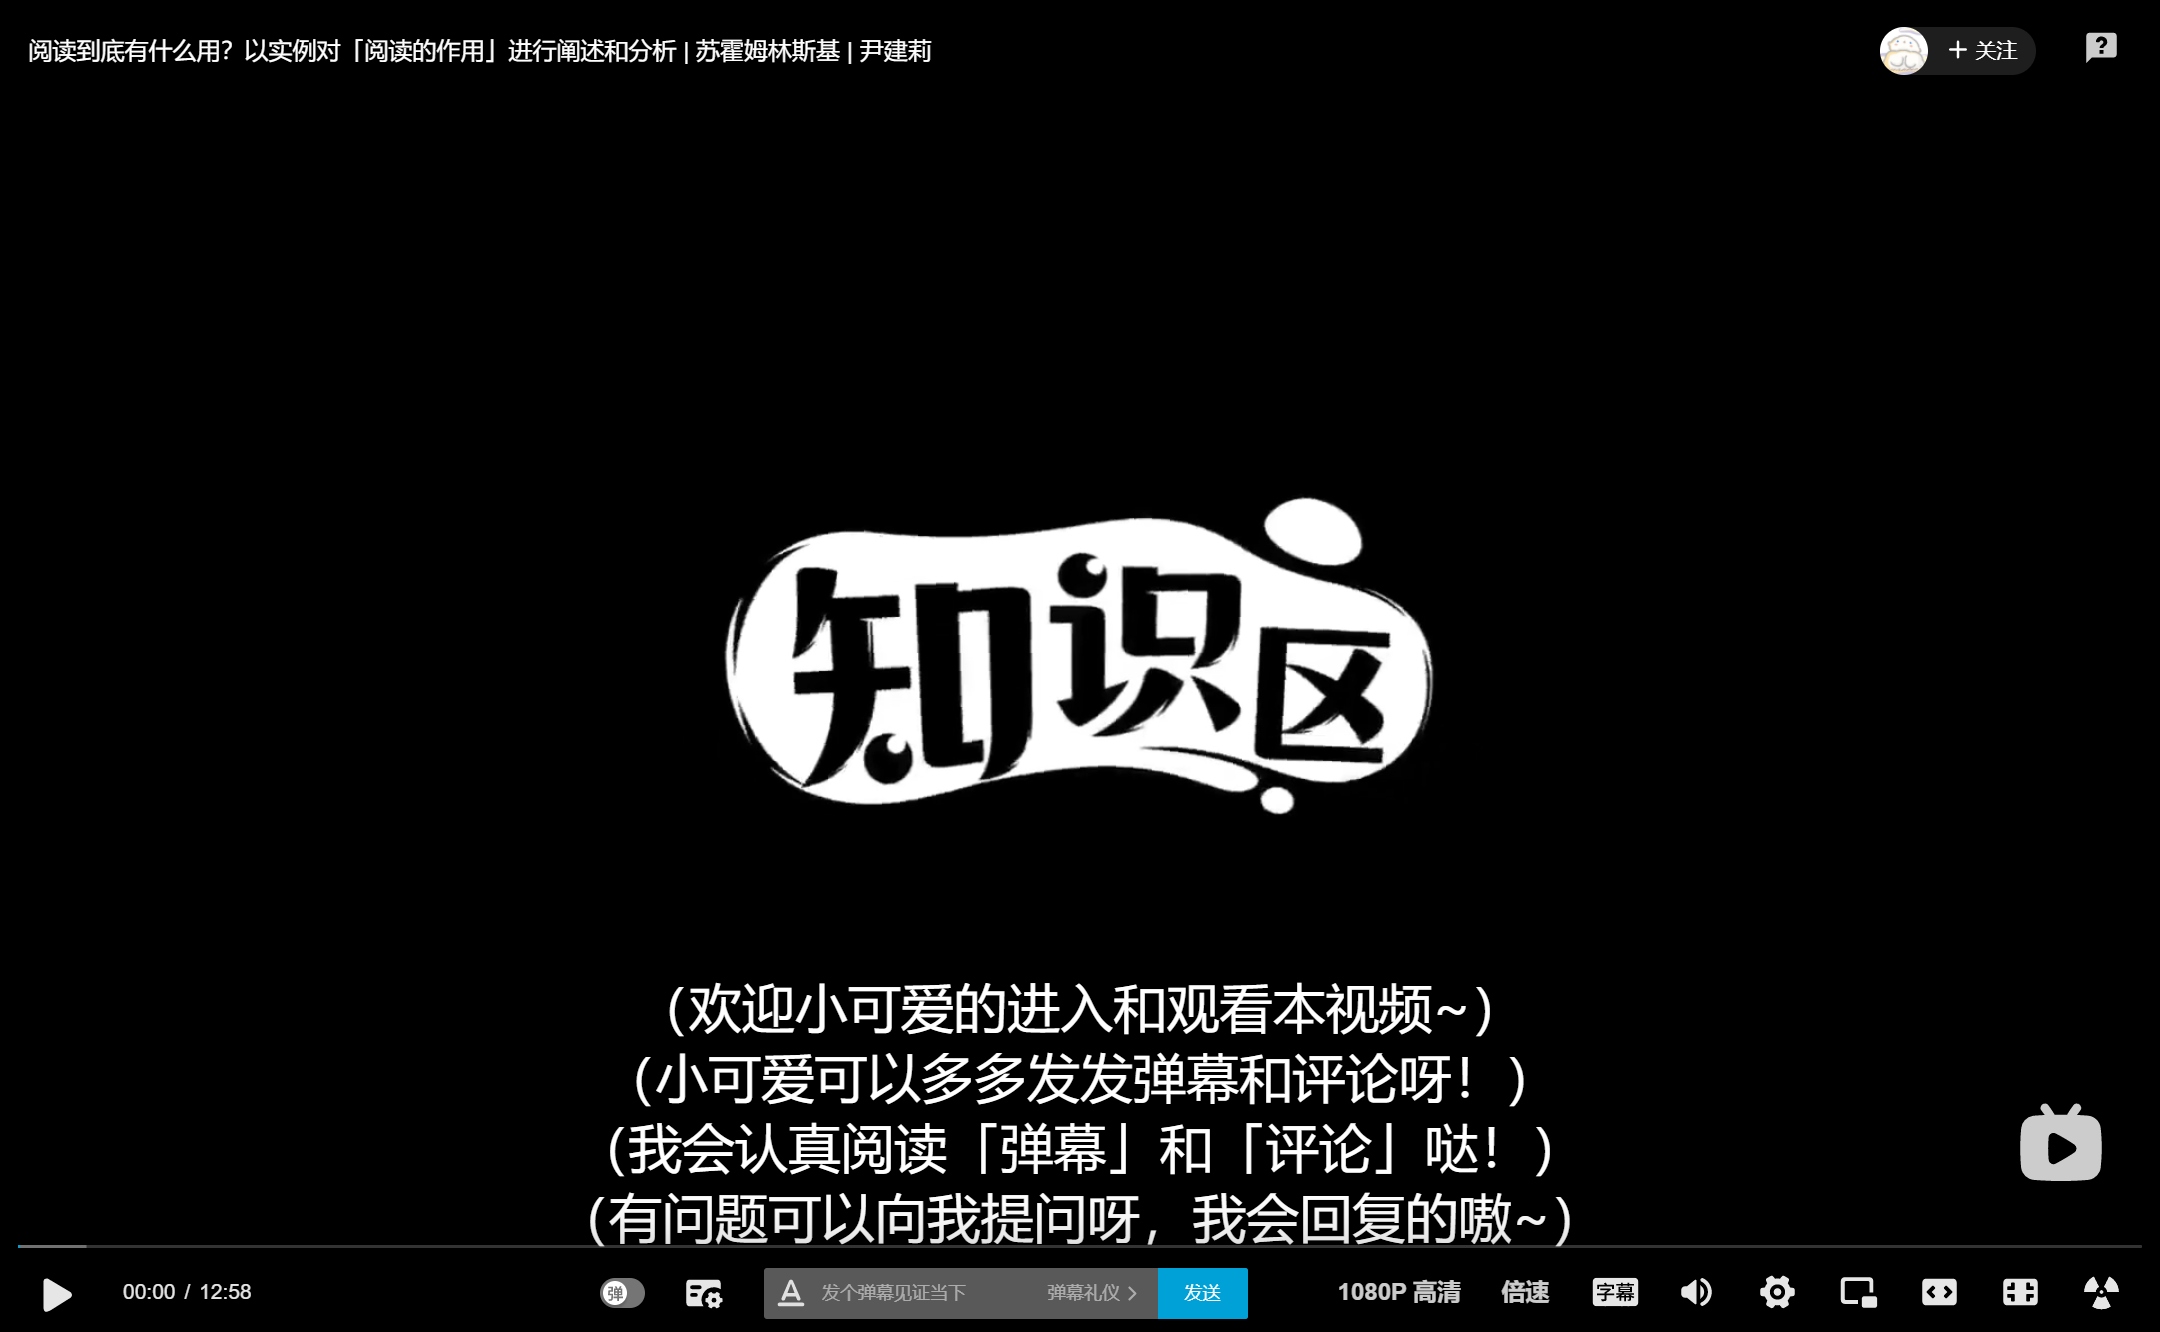 阅读到底有什么用？以实例对「阅读的作用」进行阐述和分析 | 苏霍姆林斯基 | 尹建莉
+ 关注
知识区
（欢迎小可爱的进入和观看本视频~）
（小可爱可以多多发发弹幕和评论呀！）
（我会认真阅读「弹幕」和「评论」哒！）
（有问题可以向我提问呀，我会回复的嗷~）
00:00 / 12:58
弹
发个弹幕见证当下
弹幕礼仪 >
发送
1080P 高清
倍速
字幕